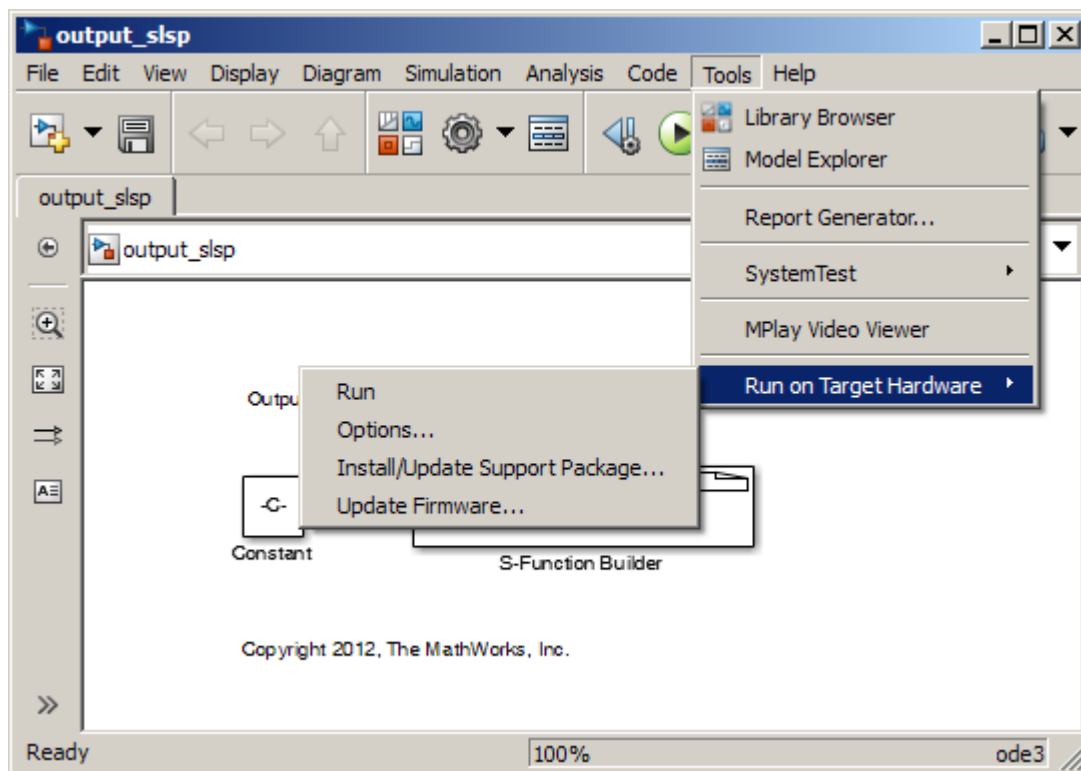 output_slsp
File Edit View Display Diagram Simulation Analysis Code Tools Help
Library Browser
Model Explorer
Report Generator...
SystemTest
MPlay Video Viewer
Run on Target Hardware
output_slsp
output_slsp
Run
Options...
Install/Update Support Package...
Update Firmware...
Outpu
-C-
Constant
S-Function Builder
Copyright 2012, The MathWorks, Inc.
A
Ready 100% ode3